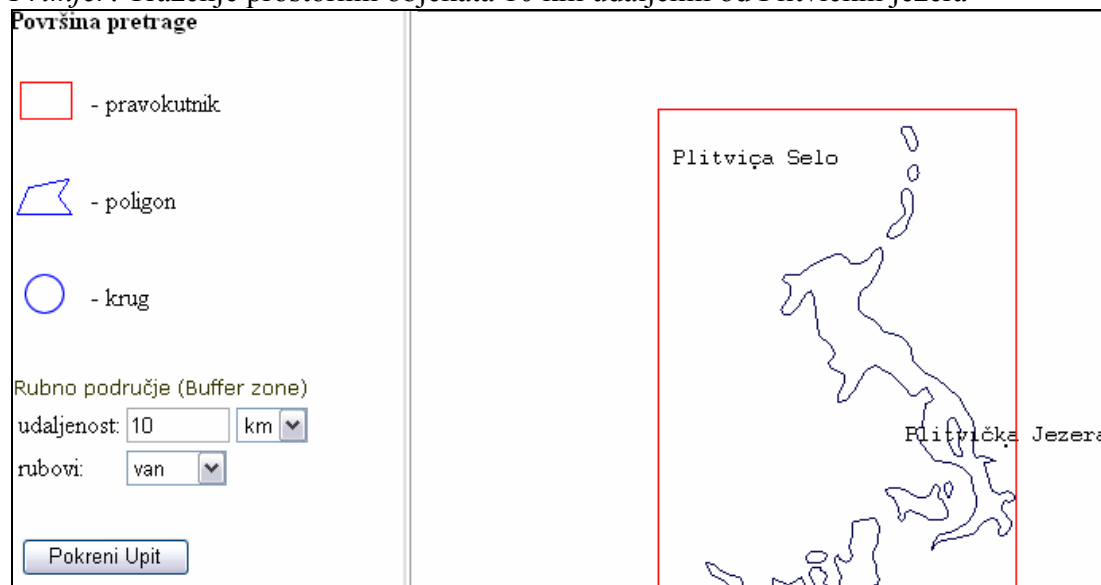 Površina pretrage
- pravokutnik
- poligon
- krug
Rubno područje (Buffer zone)
udaljenost: 10 km
rubovi: van
Pokreni Upit
Plitviça Selo
Plitvička Jezera